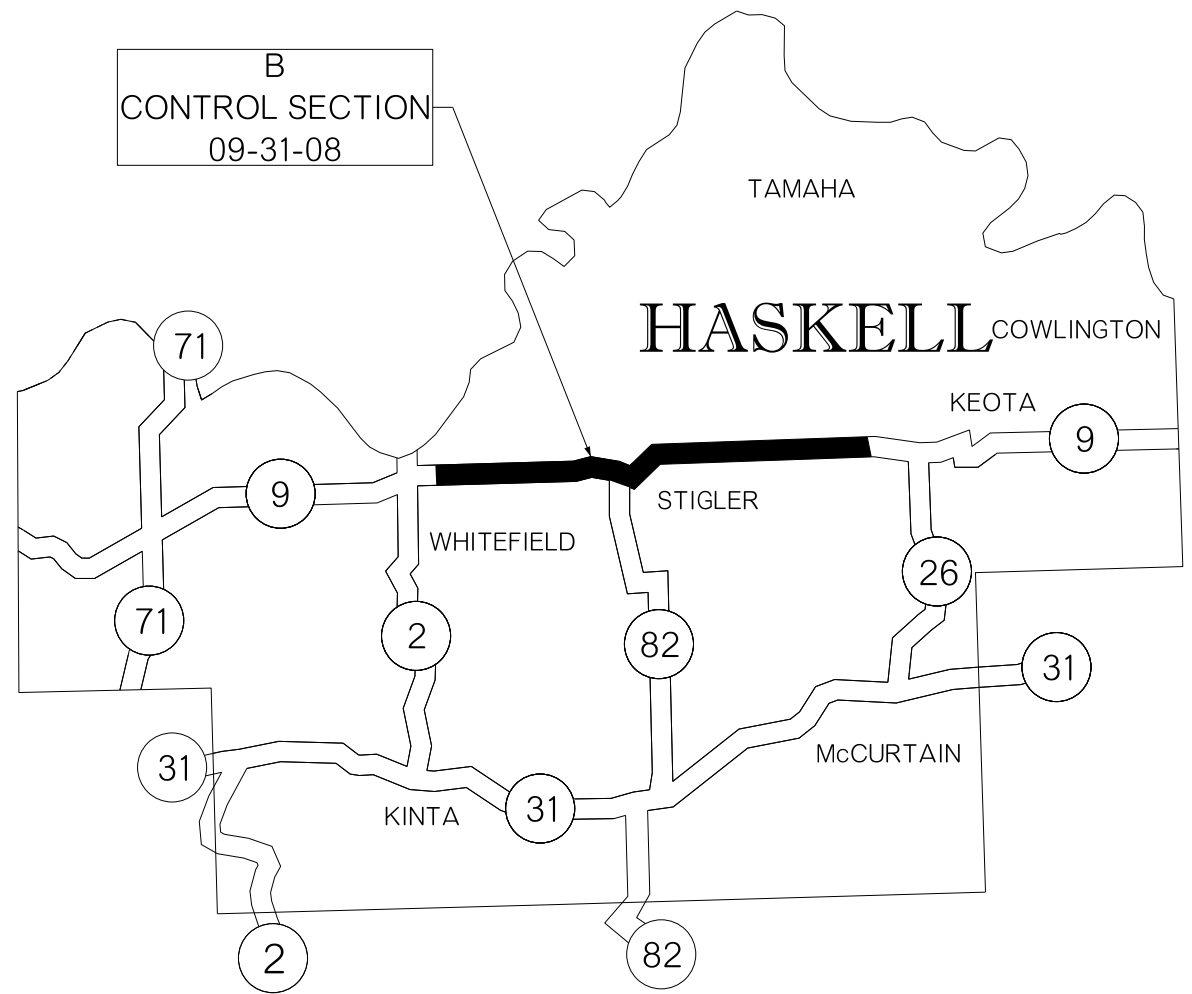 B
CONTROL SECTION
09-31-08
TAMAHA
HASKELL
COWLINGTON
71
KEOTA
9
9
STIGLER
WHITEFIELD
26
71
2
82
31
31
McCURTAIN
KINTA
31
2
82